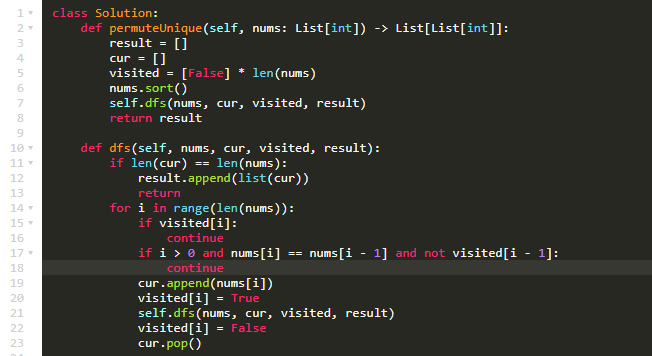 1 class Solution:
2     def permuteUnique(self, nums: List[int]) -> List[List[int]]:
3         result = []
4         cur = []
5         visited = [False] * len(nums)
6         nums.sort()
7         self.dfs(nums, cur, visited, result)
8         return result
9
10     def dfs(self, nums, cur, visited, result):
11         if len(cur) == len(nums):
12             result.append(list(cur))
13             return
14         for i in range(len(nums)):
15             if visited[i]:
16                 continue
17             if i > 0 and nums[i] == nums[i - 1] and not visited[i - 1]:
18                 continue
19             cur.append(nums[i])
20             visited[i] = True
21             self.dfs(nums, cur, visited, result)
22             visited[i] = False
23             cur.pop()